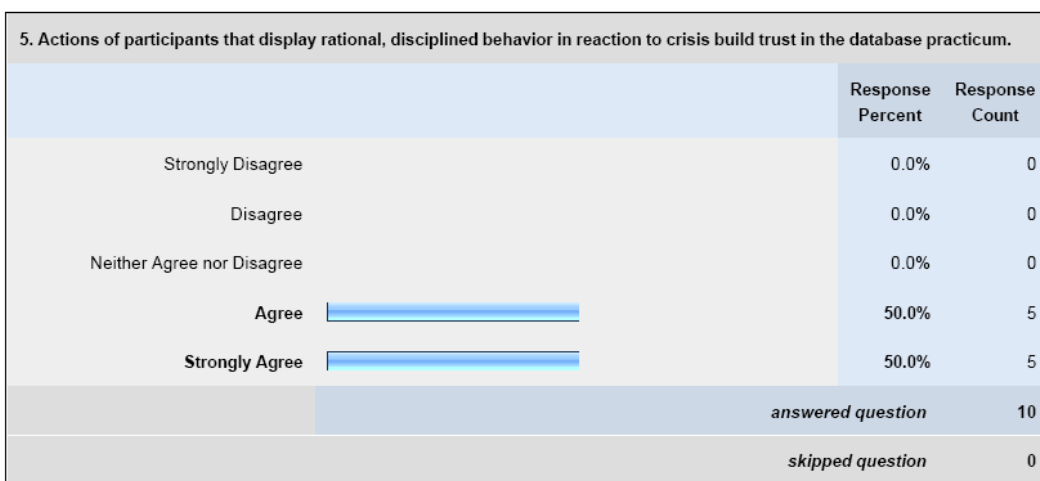 5. Actions of participants that display rational, disciplined behavior in reaction to crisis build trust in the database practicum.
Response Response
Percent Count
Strongly Disagree 0.0% 0
Disagree 0.0% 0
Neither Agree nor Disagree 0.0% 0
Agree 50.0% 5
Strongly Agree 50.0% 5
answered question 10
skipped question 0